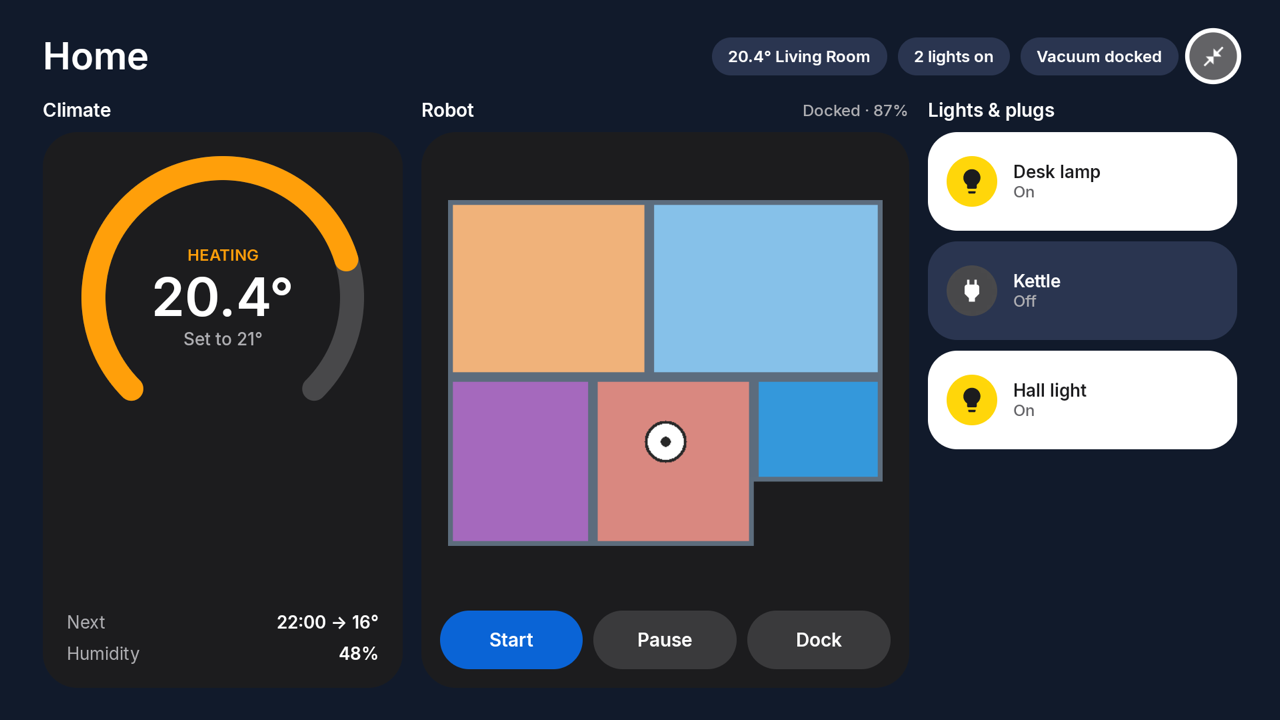 Home
20.4° Living Room
2 lights on
Vacuum docked
Climate
HEATING
20.4°
Set to 21°
Next 22:00 → 16°
Humidity 48%
Robot
Docked · 87%
Start
Pause
Dock
Lights & plugs
Desk lamp
On
Kettle
Off
Hall light
On